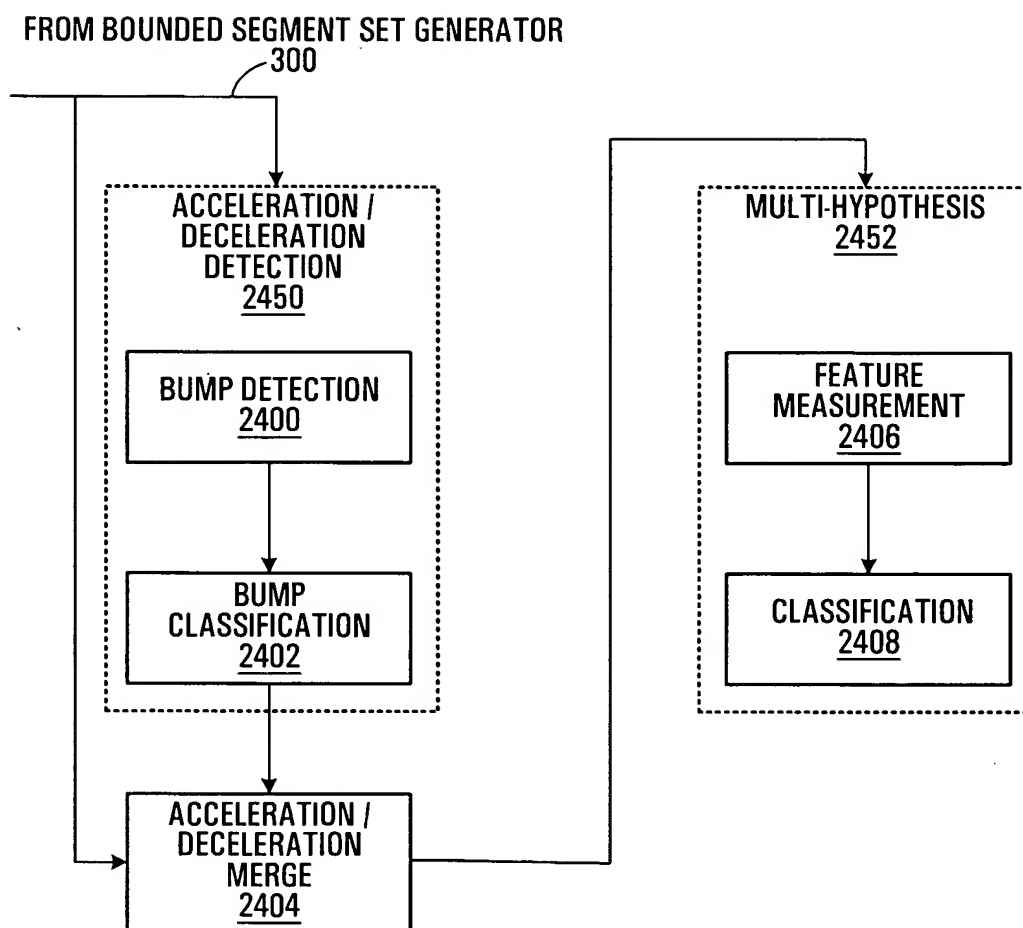 FROM BOUNDED SEGMENT SET GENERATOR
300
ACCELERATION /
DECELERATION
DETECTION
2450
BUMP DETECTION
2400
BUMP
CLASSIFICATION
2402
ACCELERATION /
DECELERATION
MERGE
2404
MULTI-HYPOTHESIS
2452
FEATURE
MEASUREMENT
2406
CLASSIFICATION
2408